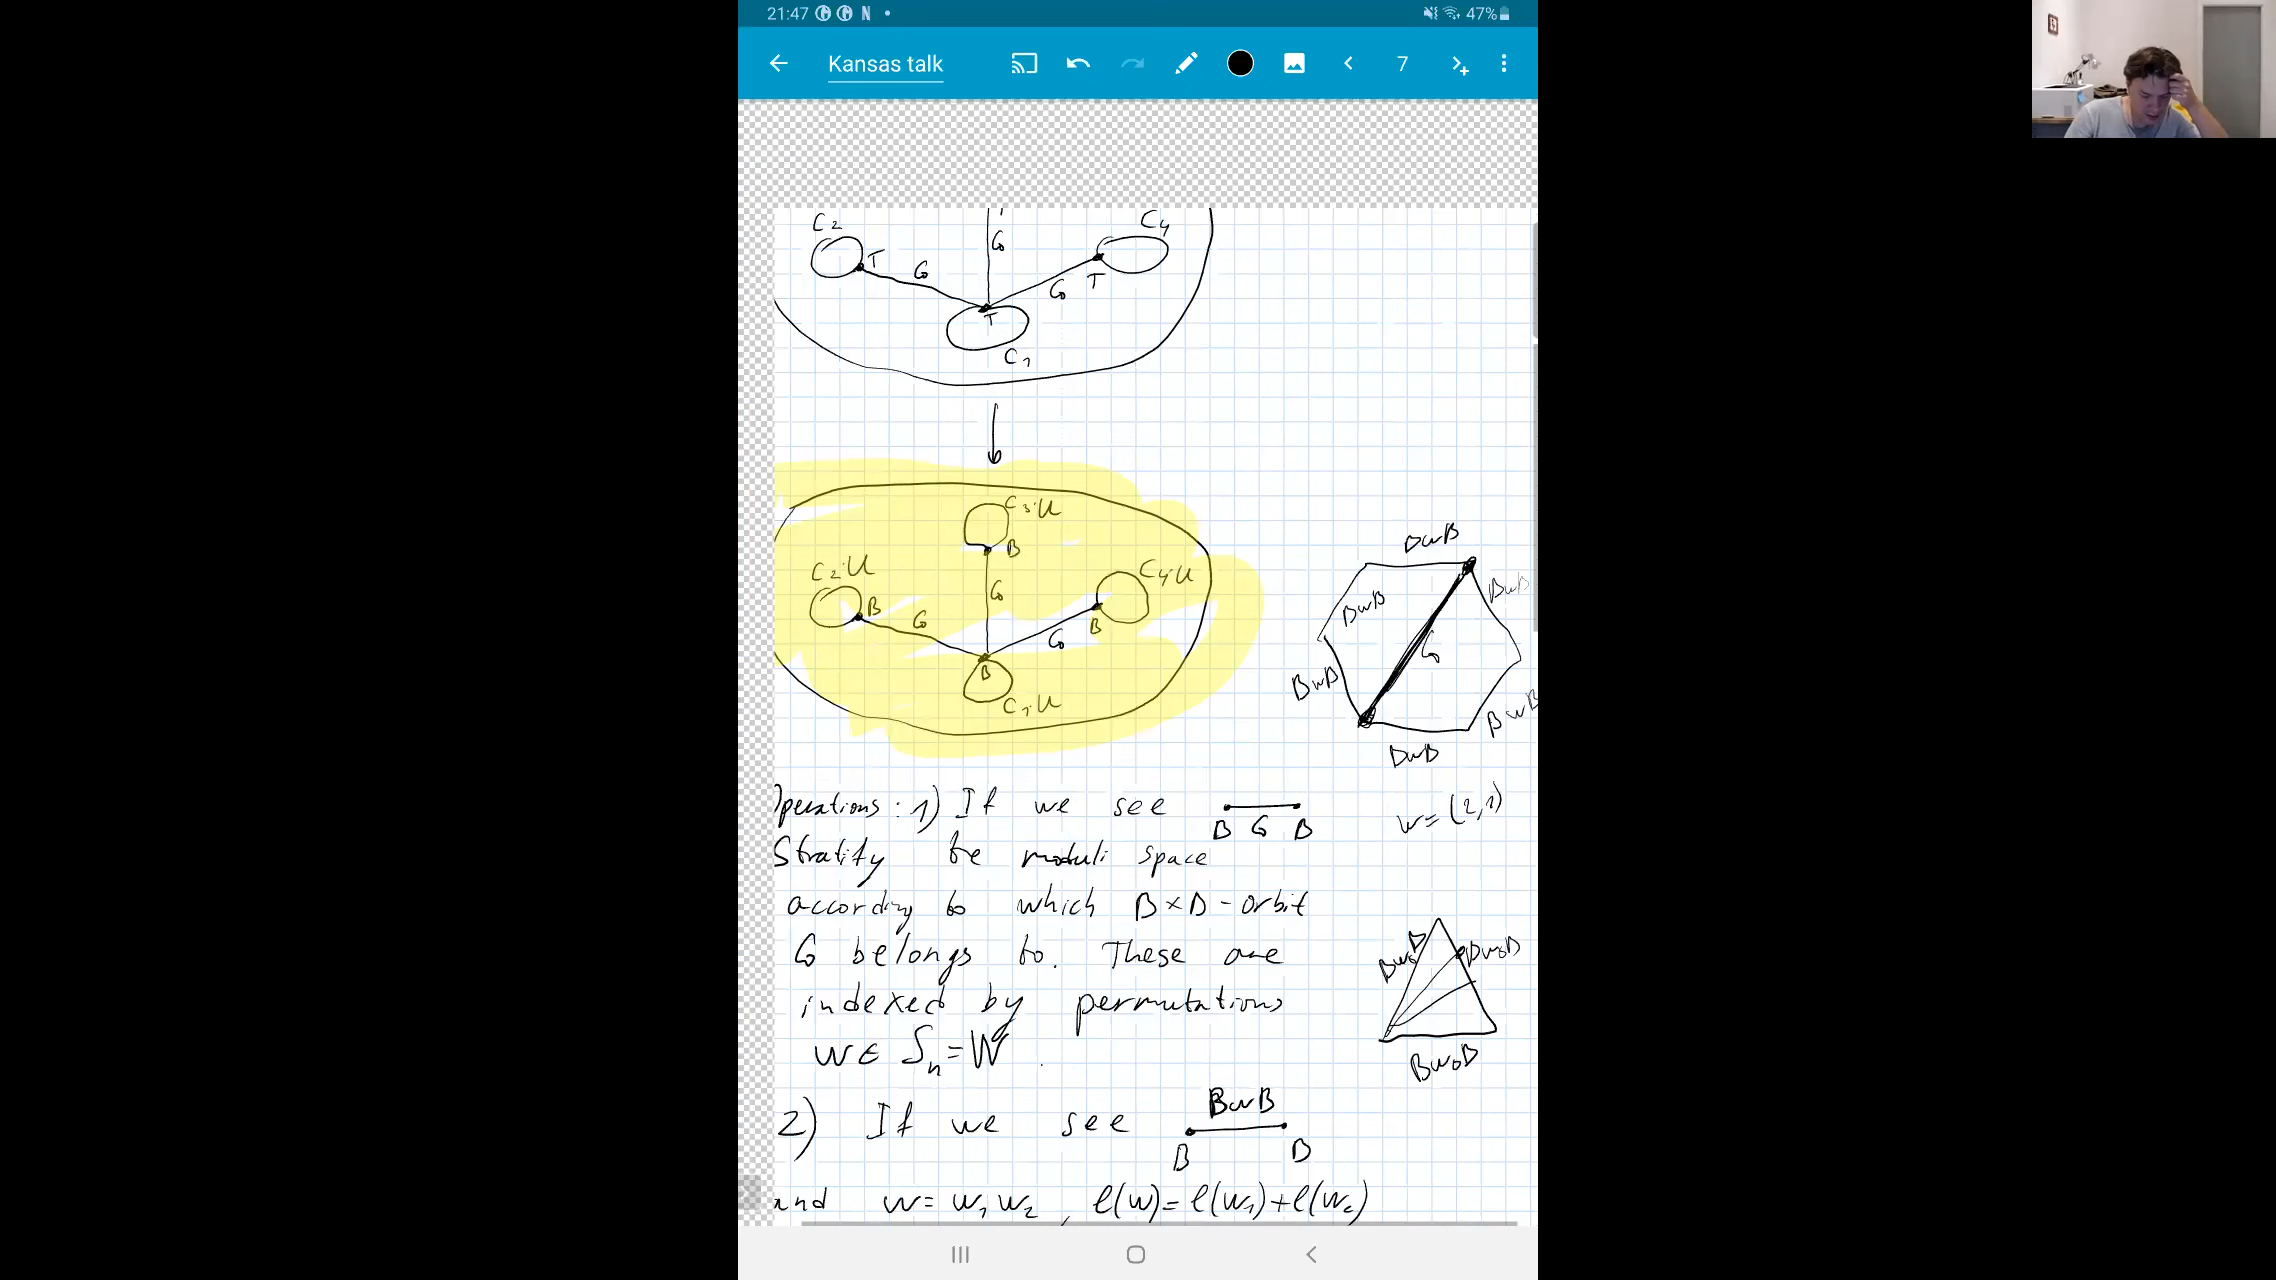 21:47 N • 47%
Kansas talk 7
C2 C4
G
T G G T
T
C1
C3·U
B
C2·U C4·U
B G G B
G
B
C1·U
BwB
BwB BwB
G
BwB BwB
BwB
Operations: 1) If we see
B G B
w = (2,1)
Stratify the moduli space
according to which B×B-orbit
G belongs to. These are
indexed by permutations
w ∈ Sn = W.
Bw0B
Bw0B
2) If we see BwB
B B
and w = w1 w2, ℓ(w) = ℓ(w1) + ℓ(w2)